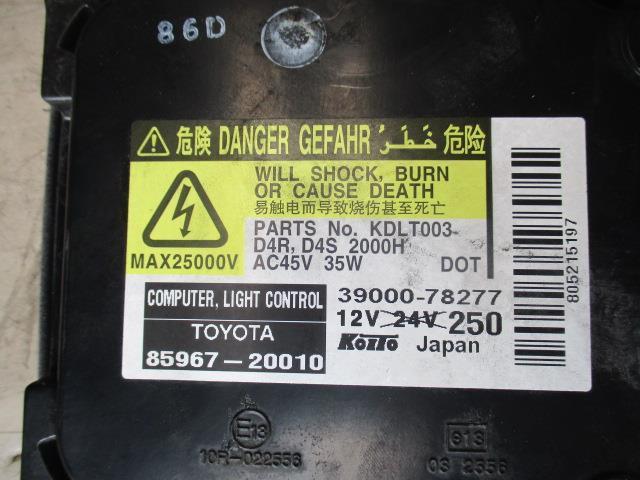 86D
危険 DANGER GEFAHR خَطَرْ 危险
WILL SHOCK, BURN
OR CAUSE DEATH
易触电而导致烧伤甚至死亡
MAX25000V
PARTS No. KDLT003
D4R, D4S 2000H
AC45V 35W DOT
COMPUTER, LIGHT CONTROL
TOYOTA
85967-20010
39000-78277
12V 24V 250
KOITO Japan
805215197
E13
10R-022556
e13
03 2556